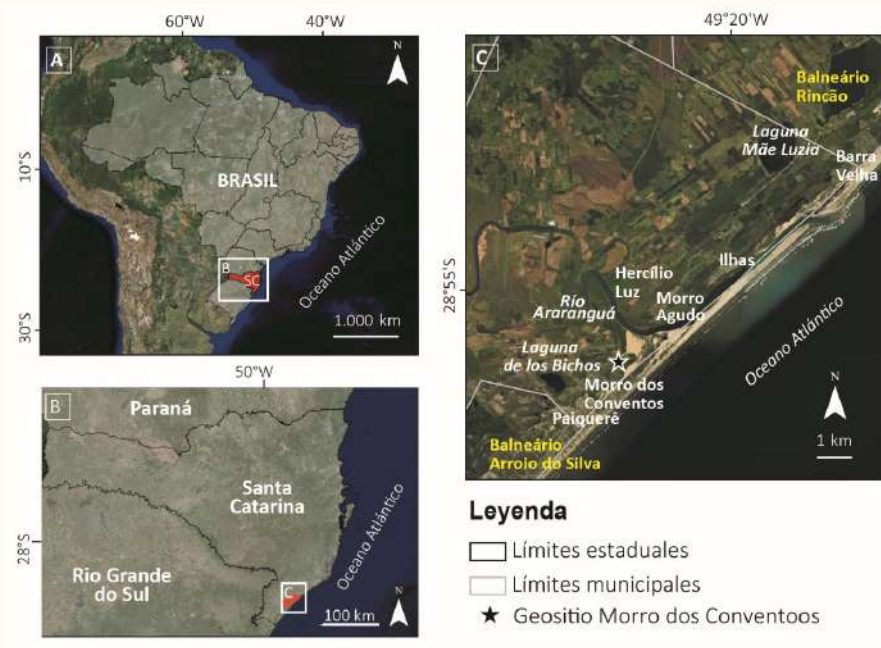 60°W
40°W
A
N
10°S
30°S
BRASIL
B
SC
Oceano Atlántico
1.000 km
50°W
B
Paraná
Santa
Catarina
28°S
Rio Grande
do Sul
Oceano Atlántico
C
N
100 km
49°20'W
C
Balneário
Rincão
Laguna
Mãe Luzia
Barra
Velha
28°55'S
Ilhas
Hercílio
Luz
Río
Araranguá
Morro
Agudo
Laguna
de los Bichos
Morro dos
Conventos
Paiquerê
Balneário
Arroio do Silva
Oceano Atlántico
N
1 km
Leyenda
Límites estaduales
Límites municipales
Geositio Morro dos Conventoos